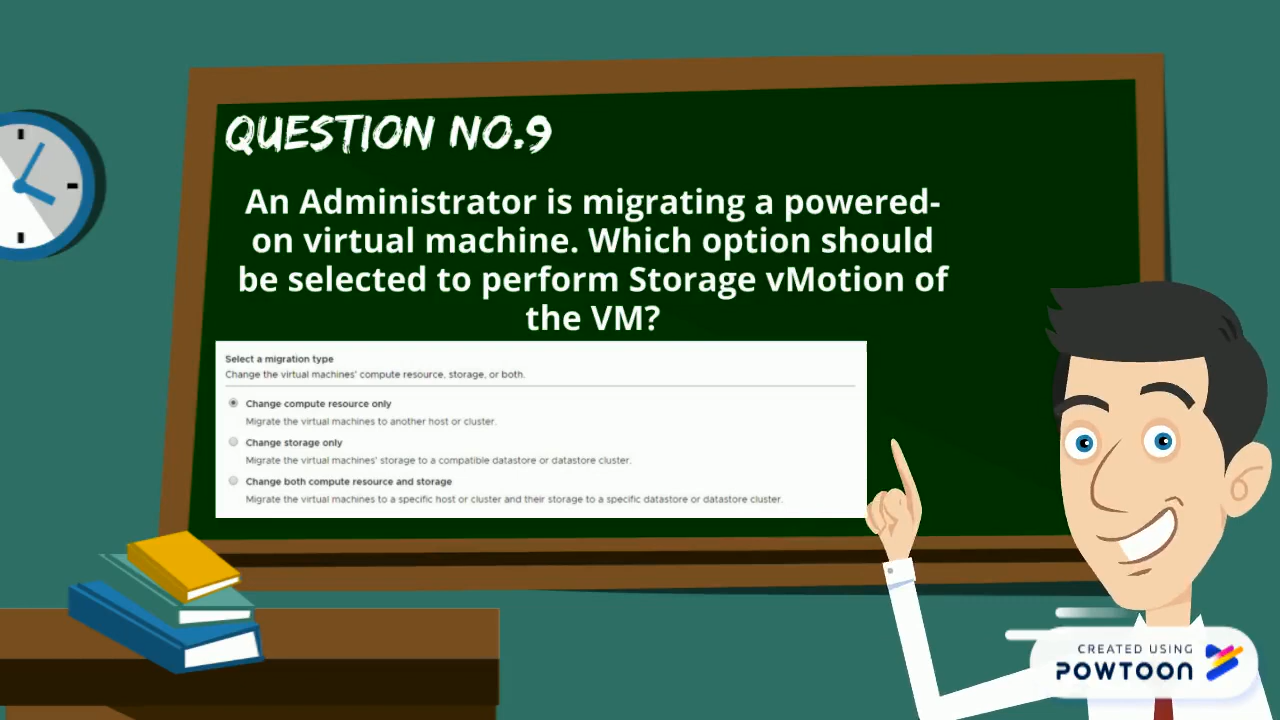 QUESTION NO.9
An Administrator is migrating a powered-
on virtual machine. Which option should
be selected to perform Storage vMotion of
the VM?
Select a migration type
Change the virtual machines' compute resource, storage, or both.
Change compute resource only
Migrate the virtual machines to another host or cluster.
Change storage only
Migrate the virtual machines' storage to a compatible datastore or datastore cluster.
Change both compute resource and storage
Migrate the virtual machines to a specific host or cluster and their storage to a specific datastore or datastore cluster.
CREATED USING
POWTOON